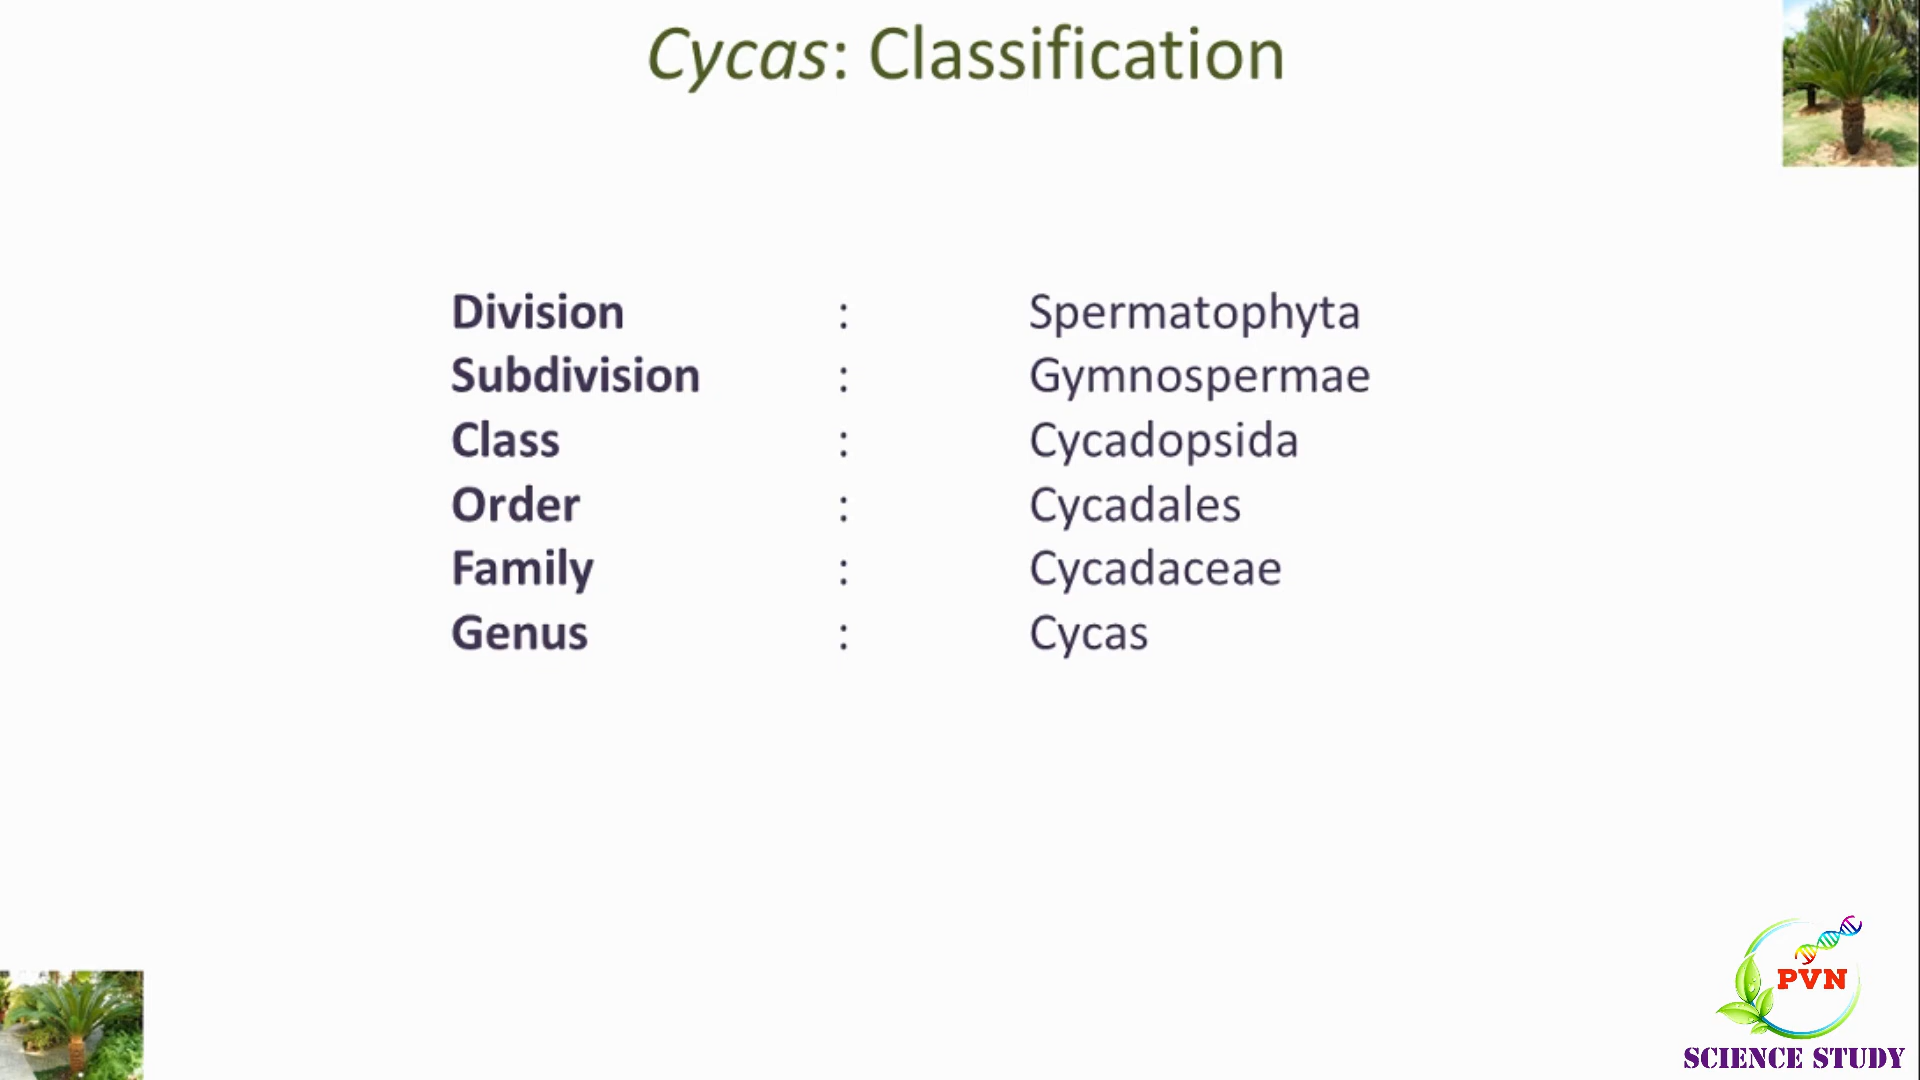 Cycas: Classification
Division : Spermatophyta
Subdivision : Gymnospermae
Class : Cycadopsida
Order : Cycadales
Family : Cycadaceae
Genus : Cycas
PVN
SCIENCE STUDY